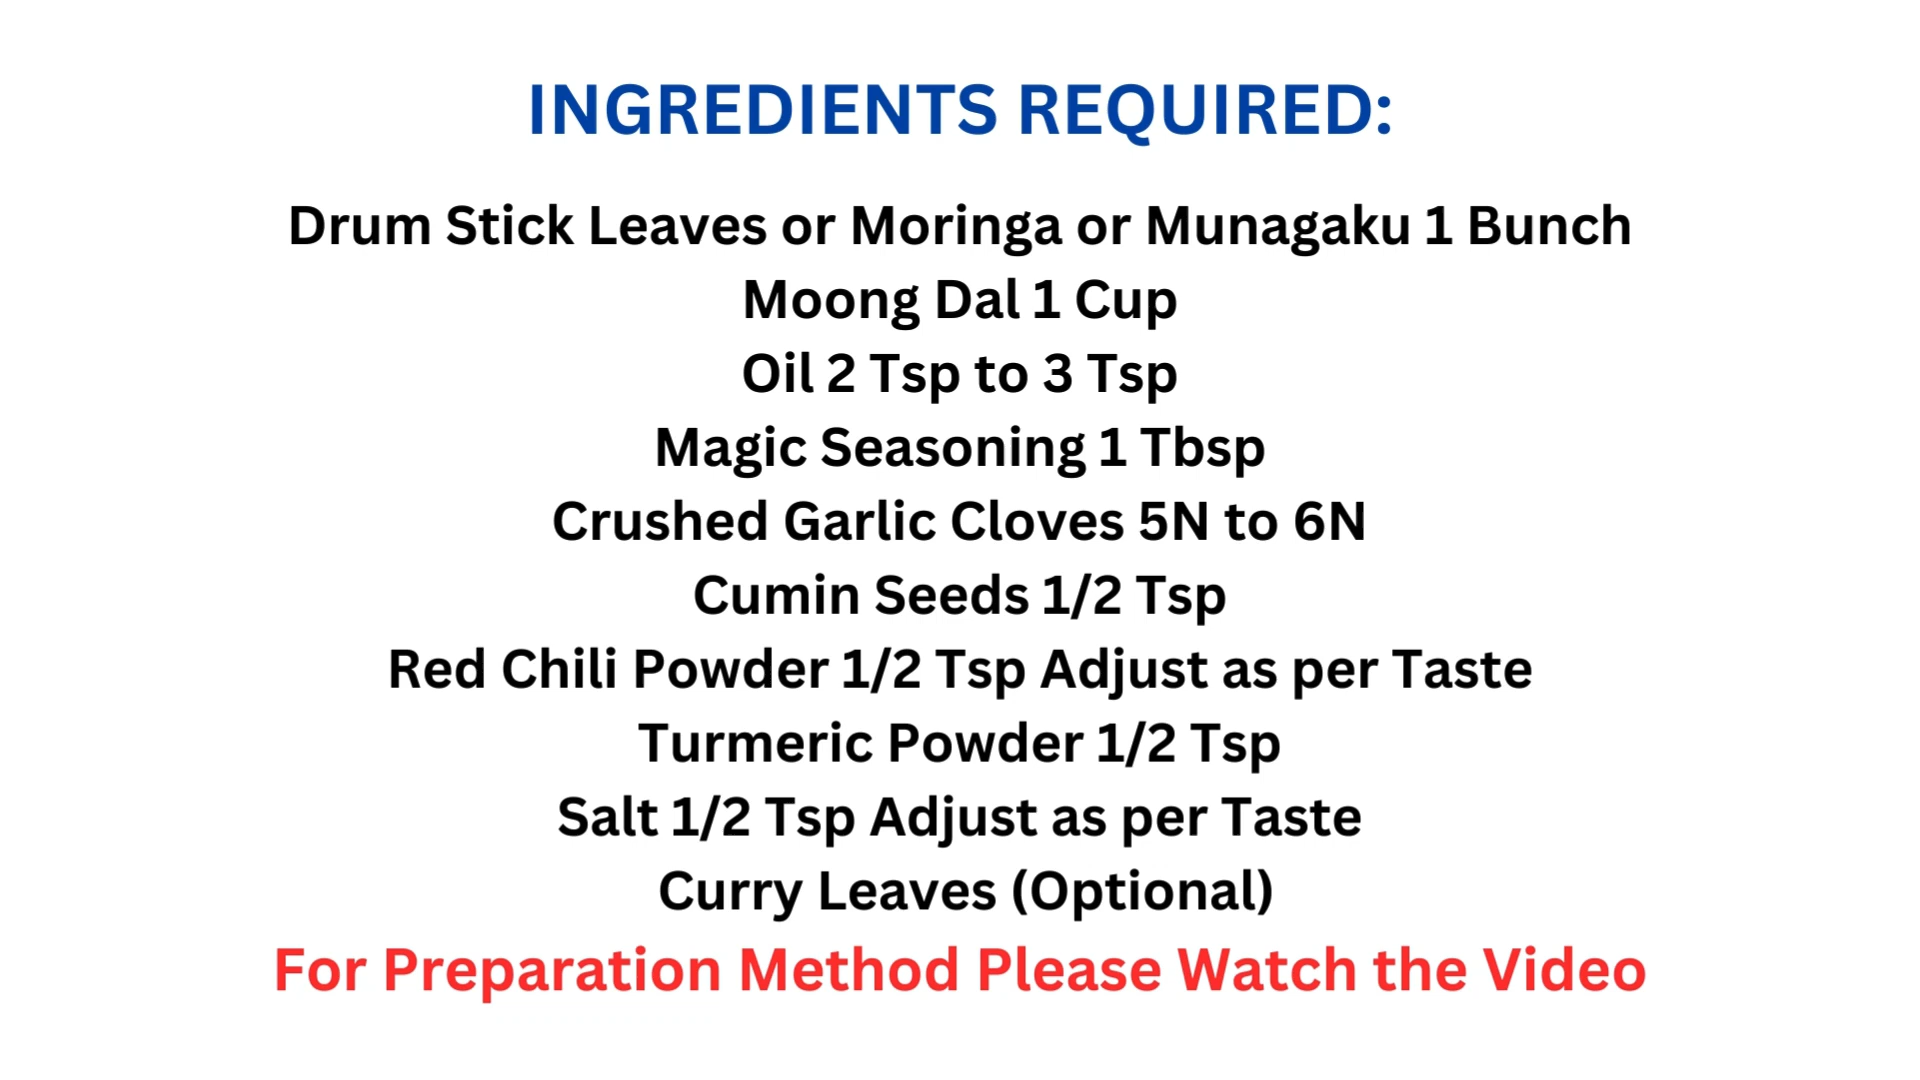 INGREDIENTS REQUIRED:
Drum Stick Leaves or Moringa or Munagaku 1 Bunch
Moong Dal 1 Cup
Oil 2 Tsp to 3 Tsp
Magic Seasoning 1 Tbsp
Crushed Garlic Cloves 5N to 6N
Cumin Seeds 1/2 Tsp
Red Chili Powder 1/2 Tsp Adjust as per Taste
Turmeric Powder 1/2 Tsp
Salt 1/2 Tsp Adjust as per Taste
Curry Leaves (Optional)
For Preparation Method Please Watch the Video